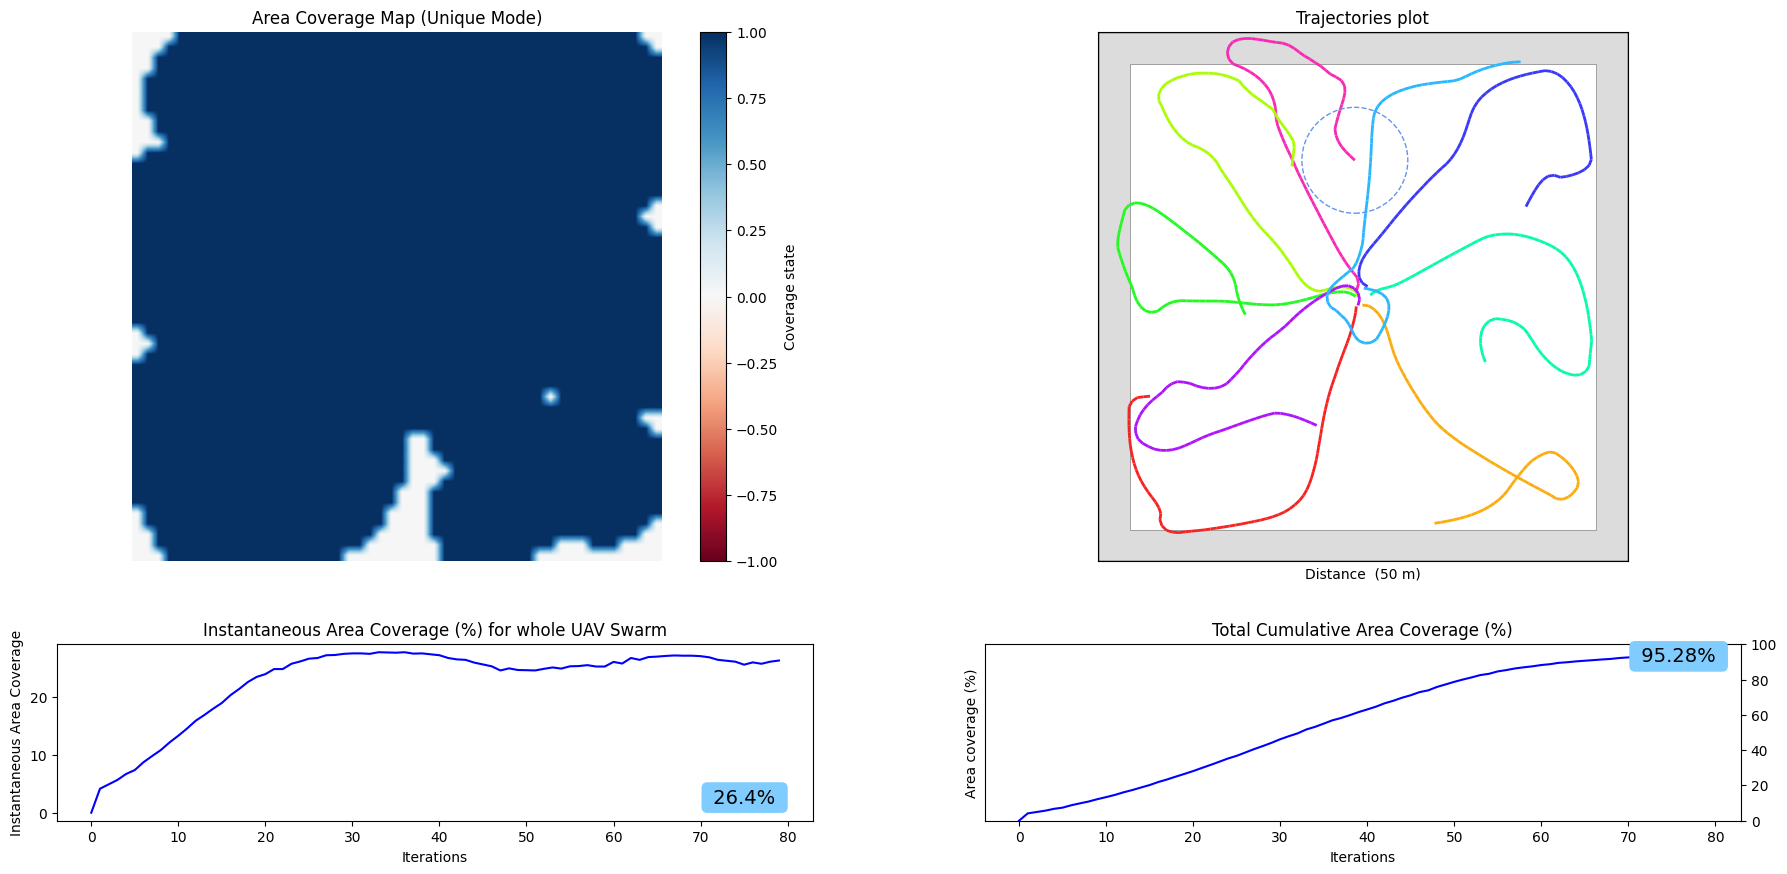 Area Coverage Map (Unique Mode)
1.00
0.75
0.50
0.25
0.00
−0.25
−0.50
−0.75
−1.00
Coverage state
Trajectories plot
Distance  (50 m)
Instantaneous Area Coverage (%) for whole UAV Swarm
Instantaneous Area Coverage
20
10
0
26.4%
0 10 20 30 40 50 60 70 80
Iterations
Total Cumulative Area Coverage (%)
Area coverage (%)
95.28%
100
80
60
40
20
0
0 10 20 30 40 50 60 70 80
Iterations